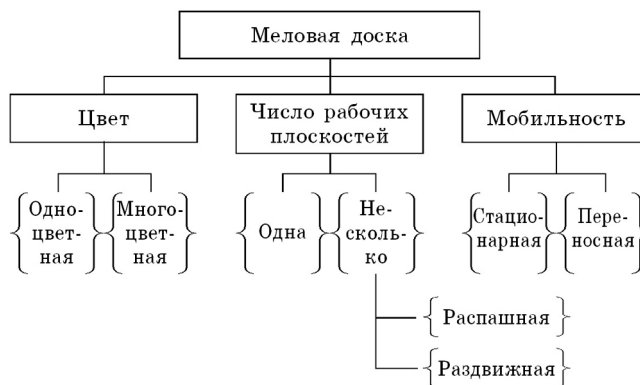 Меловая доска
Цвет
Число рабочих
плоскостей
Мобильность
Одно-
цвет-
ная
Много-
цвет-
ная
Одна
Не-
сколь-
ко
Стацио-
нарная
Пере-
носная
Распашная
Раздвижная